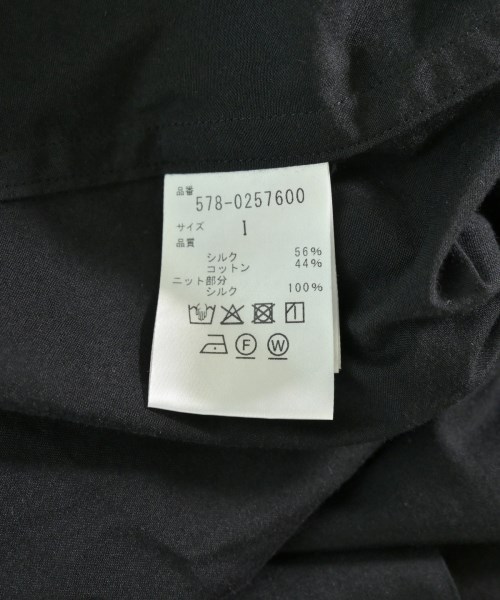 品番
578-0257600
サイズ 1
品質
シルク 56%
コットン 44%
ニット部分
シルク 100%
F W